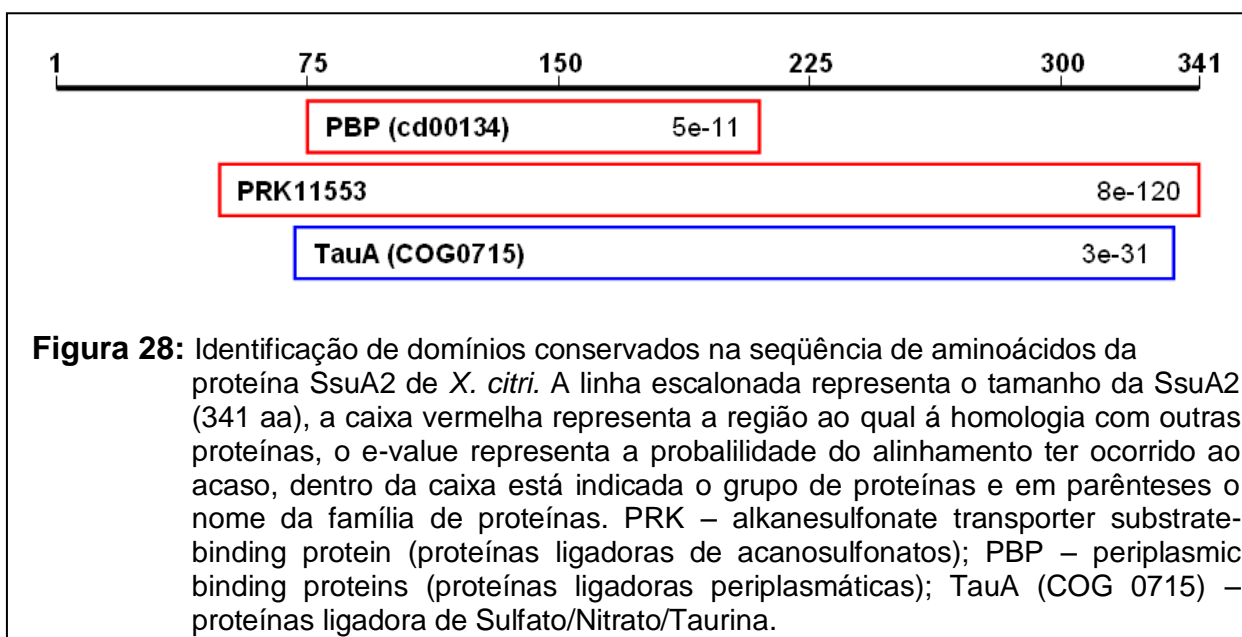 1 75 150 225 300 341
PBP (cd00134) 5e-11
PRK11553 8e-120
TauA (COG0715) 3e-31
Figura 28: Identificação de domínios conservados na seqüência de aminoácidos da
proteína SsuA2 de X. citri. A linha escalonada representa o tamanho da SsuA2
(341 aa), a caixa vermelha representa a região ao qual á homologia com outras
proteínas, o e-value representa a probalilidade do alinhamento ter ocorrido ao
acaso, dentro da caixa está indicada o grupo de proteínas e em parênteses o
nome da família de proteínas. PRK – alkanesulfonate transporter substrate-
binding protein (proteínas ligadoras de acanosulfonatos); PBP – periplasmic
binding proteins (proteínas ligadoras periplasmáticas); TauA (COG 0715) –
proteínas ligadora de Sulfato/Nitrato/Taurina.